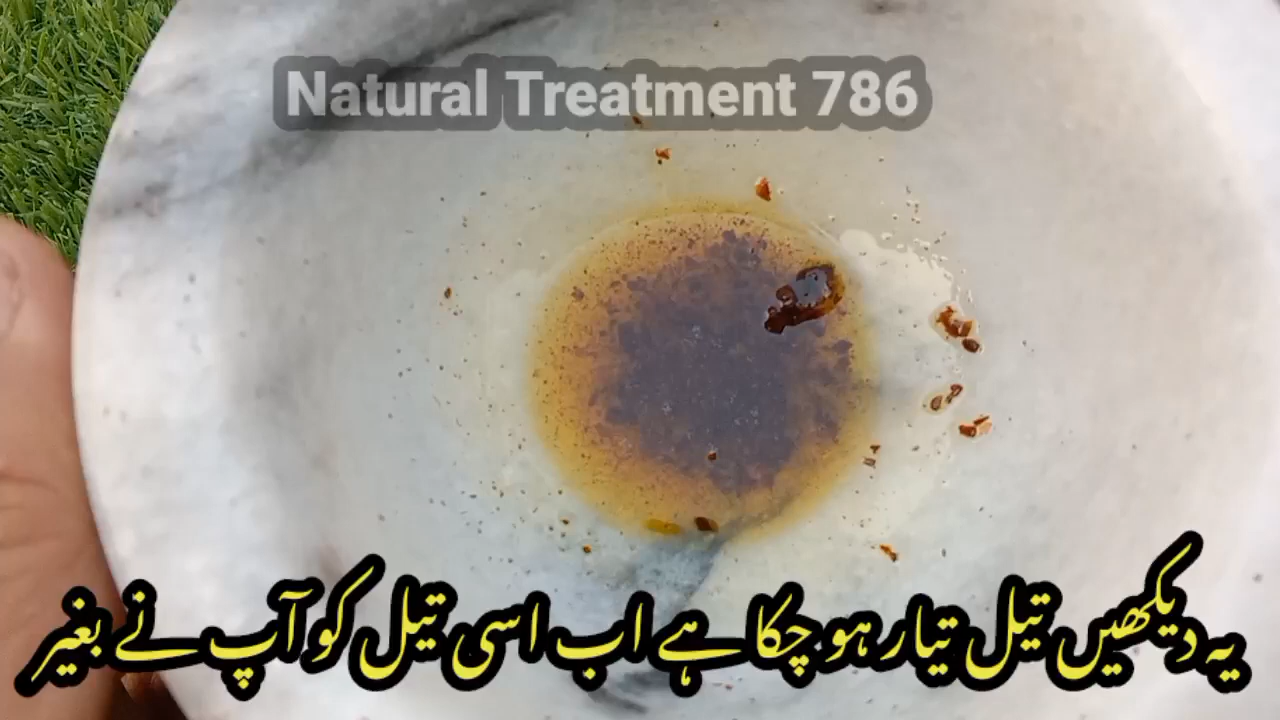 Natural Treatment 786
یہ دیکھیں تیل تیار ہو چکا ہے اب اسی تیل کو آپ نے بغیر